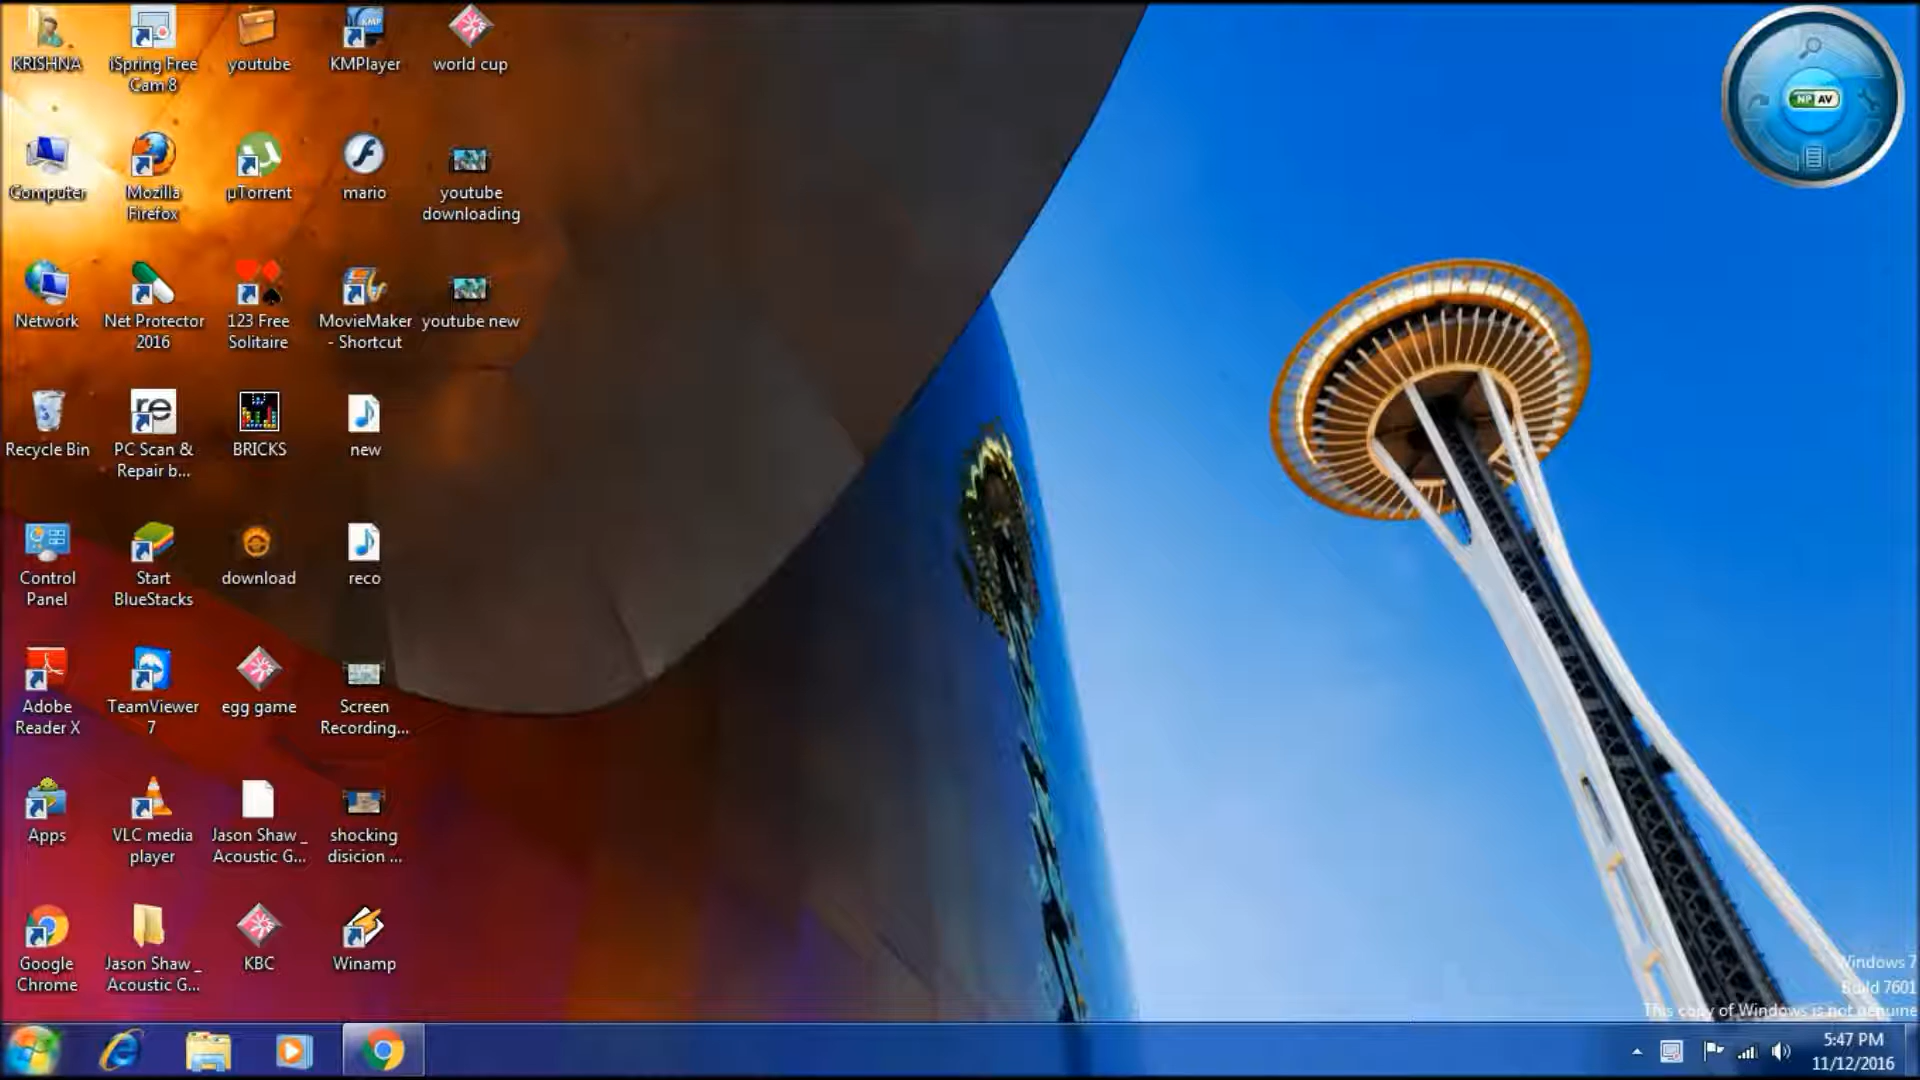 KRISHNA
iSpring Free
Cam 8
youtube
KMP
KMPlayer
world cup
NP AV
Computer
Mozilla
Firefox
µTorrent
mario
youtube
downloading
Network
Net Protector
2016
123 Free
Solitaire
MovieMaker
- Shortcut
youtube new
Recycle Bin
re
PC Scan &
Repair b...
BRICKS
new
Control
Panel
Start
BlueStacks
download
reco
Adobe
Reader X
TeamViewer
7
egg game
Screen
Recording...
Apps
VLC media
player
Jason Shaw _
Acoustic G...
shocking
disicion ...
Google
Chrome
Jason Shaw _
Acoustic G...
KBC
Winamp
Windows 7
Build 7601
This copy of Windows is not genuine
5:47 PM
11/12/2016